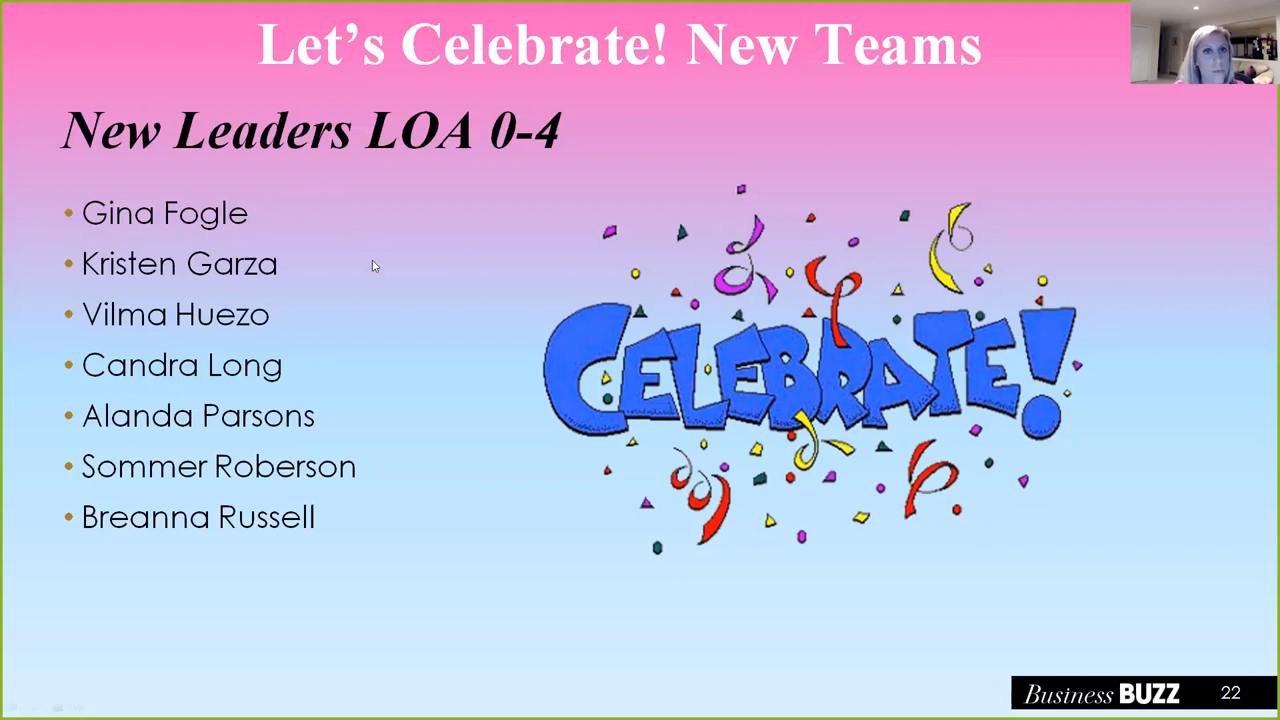 Let's Celebrate! New Teams
New Leaders LOA 0-4
• Gina Fogle
• Kristen Garza
• Vilma Huezo
• Candra Long
• Alanda Parsons
• Sommer Roberson
• Breanna Russell
CELEBRATE!
Business BUZZ 22